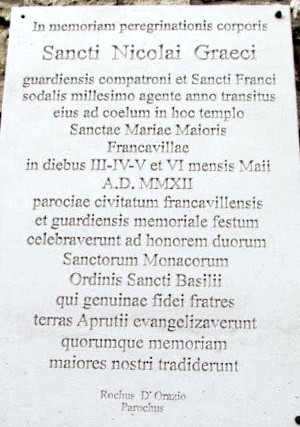 In memoriam peregrinationis corporis
Sancti Nicolai Graeci
guardiensis compatroni et Sancti Franci
sodalis millesimo agente anno transitus
eius ad coelum in hoc templo
Sanctae Mariae Maioris
Francavillae
in diebus III-IV-V et VI mensis Maii
A.D. MMXII
parociae civitatum francavillensis
et guardiensis memoriale festum
celebraverunt ad honorem duorum
Sanctorum Monacorum
Ordinis Sancti Basilii
qui genuinae fidei fratres
terras Aprutii evangelizaverunt
quorumque memoriam
maiores nostri tradiderunt
Rochus D'Orazio
Parochus